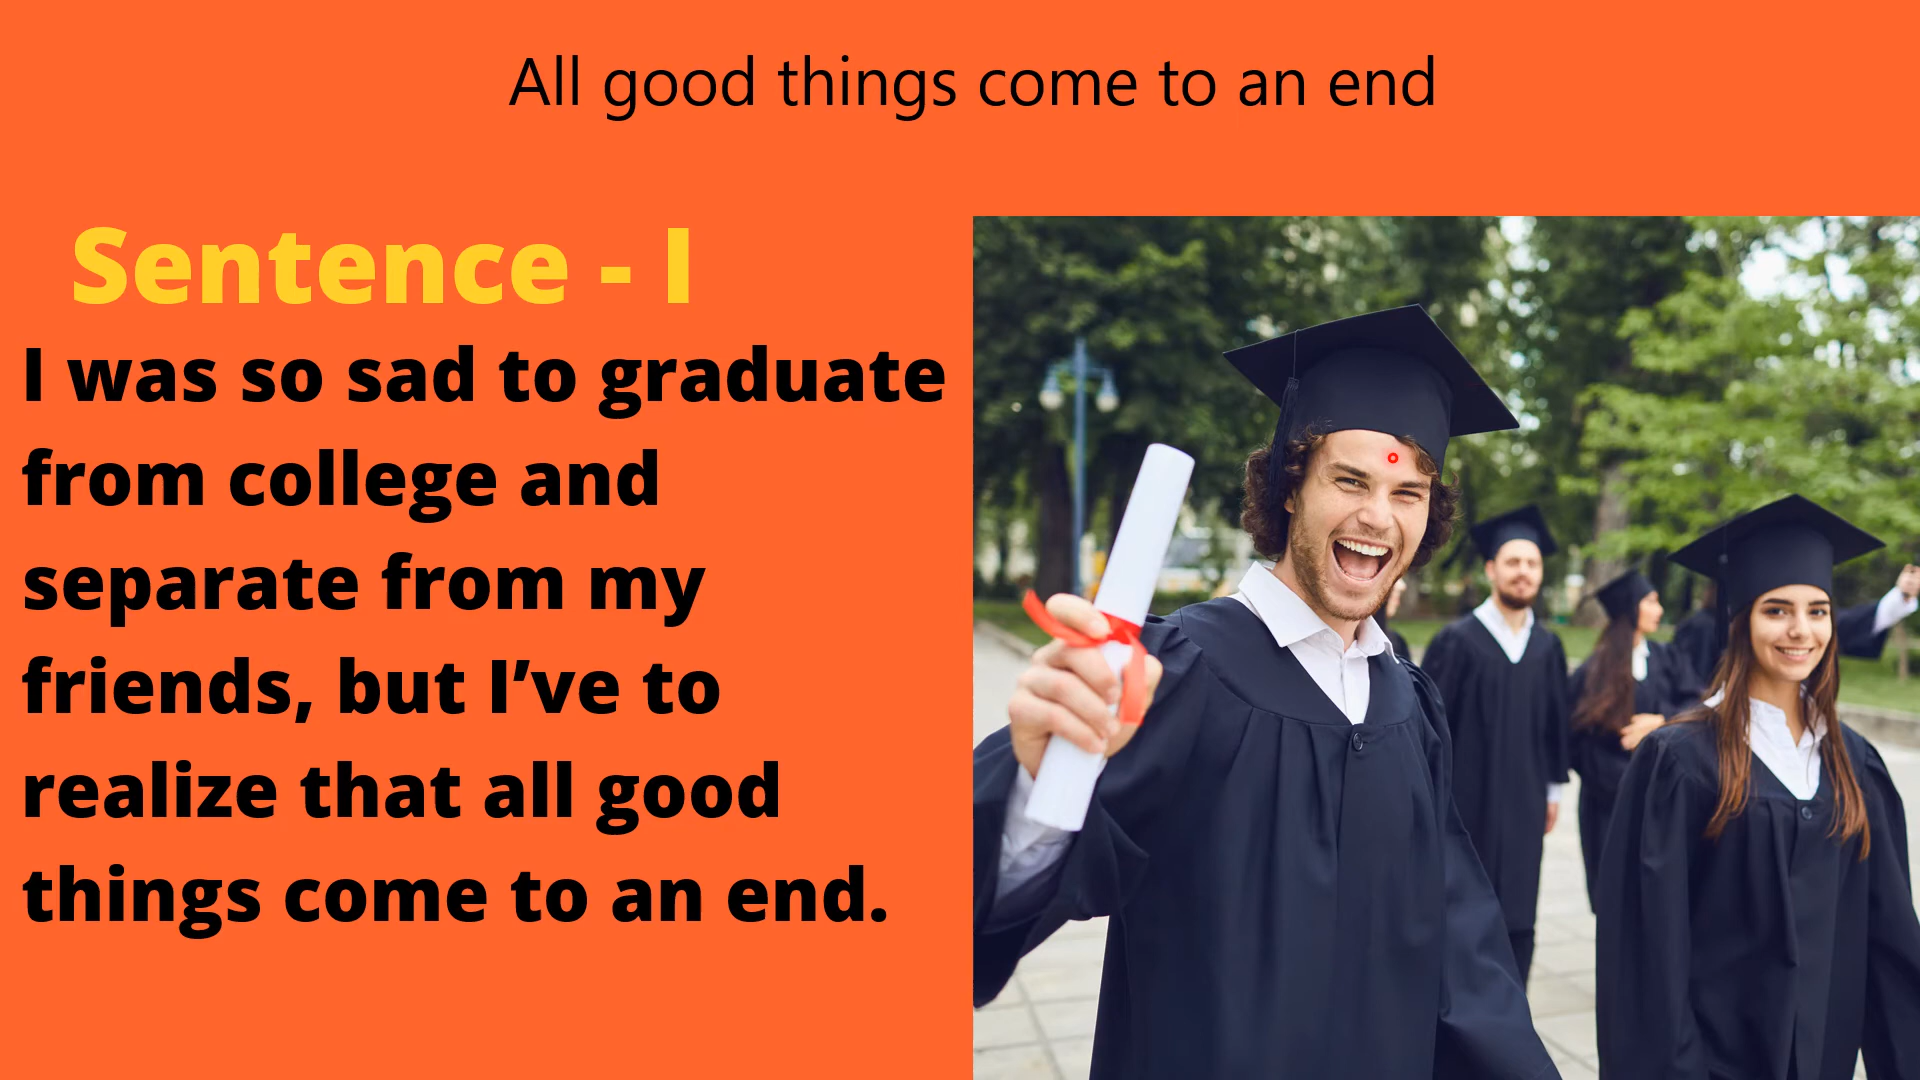 All good things come to an end
Sentence - I
I was so sad to graduate
from college and
separate from my
friends, but I’ve to
realize that all good
things come to an end.